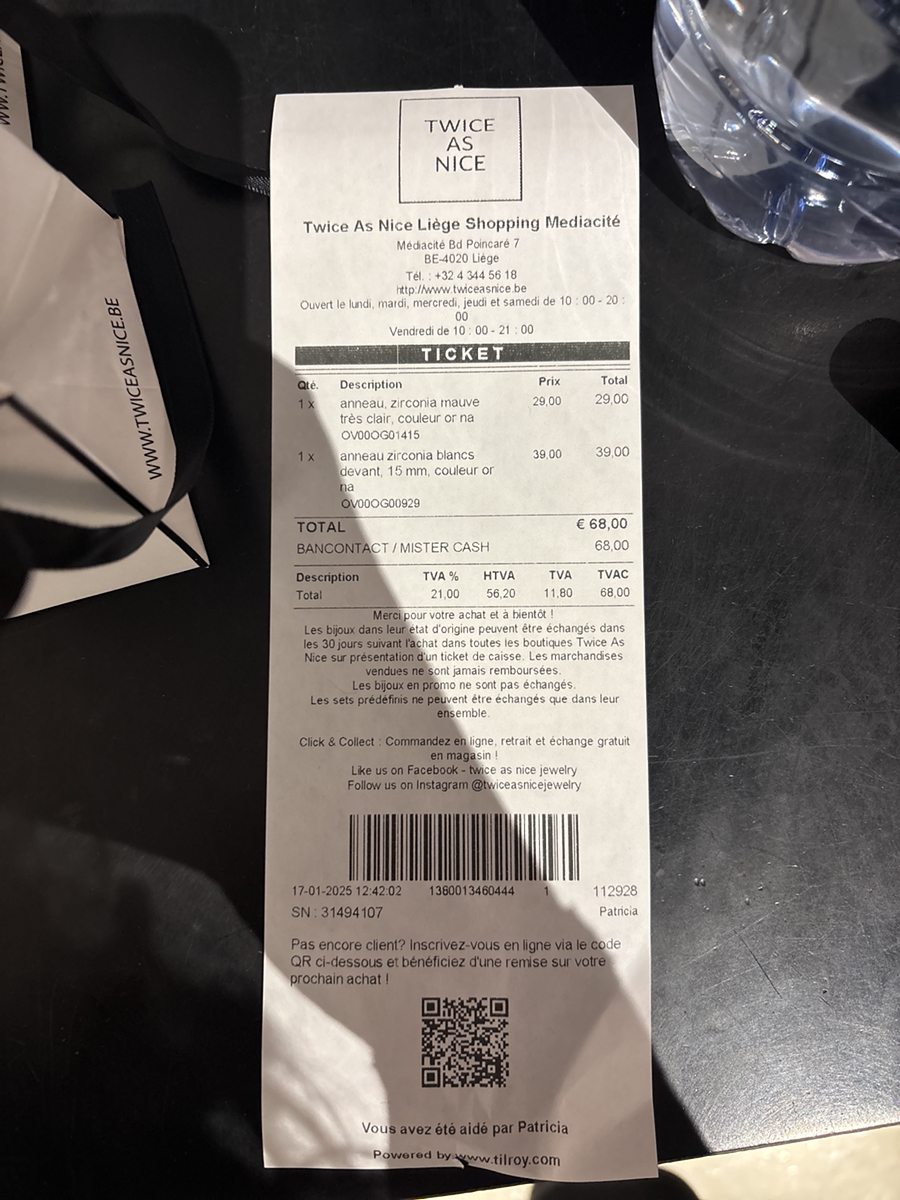 TWICE
AS
NICE
Twice As Nice Liège Shopping Mediacité
Médiacité Bd Poincaré 7
BE-4020 Liège
Tél. : +32 4 344 56 18
http://www.twiceasnice.be
Ouvert le lundi, mardi, mercredi, jeudi et samedi de 10 : 00 - 20 :
00
Vendredi de 10 : 00 - 21 : 00
TICKET
Qté. Description Prix Total
1 x anneau, zirconia mauve 29,00 29,00
très clair, couleur or na
OV00OG01415
1 x anneau zirconia blancs 39,00 39,00
devant, 15 mm, couleur or
na
OV00OG00929
TOTAL € 68,00
BANCONTACT / MISTER CASH 68,00
Description TVA % HTVA TVA TVAC
Total 21,00 56,20 11,80 68,00
Merci pour votre achat et à bientôt !
Les bijoux dans leur état d'origine peuvent être échangés dans
les 30 jours suivant l'achat dans toutes les boutiques Twice As
Nice sur présentation d'un ticket de caisse. Les marchandises
vendues ne sont jamais remboursées.
Les bijoux en promo ne sont pas échangés.
Les sets prédéfinis ne peuvent être échangés que dans leur
ensemble.
Click & Collect : Commandez en ligne, retrait et échange gratuit
en magasin !
Like us on Facebook - twice as nice jewelry
Follow us on Instagram @twiceasnicejewelry
17-01-2025 12:42:02 1360013460444 1 112928
SN : 31494107 Patricia
Pas encore client? Inscrivez-vous en ligne via le code
QR ci-dessous et bénéficiez d'une remise sur votre
prochain achat !
Vous avez été aidé par Patricia
Powered by www.tilroy.com
WWW.TWICEASNICE.BE